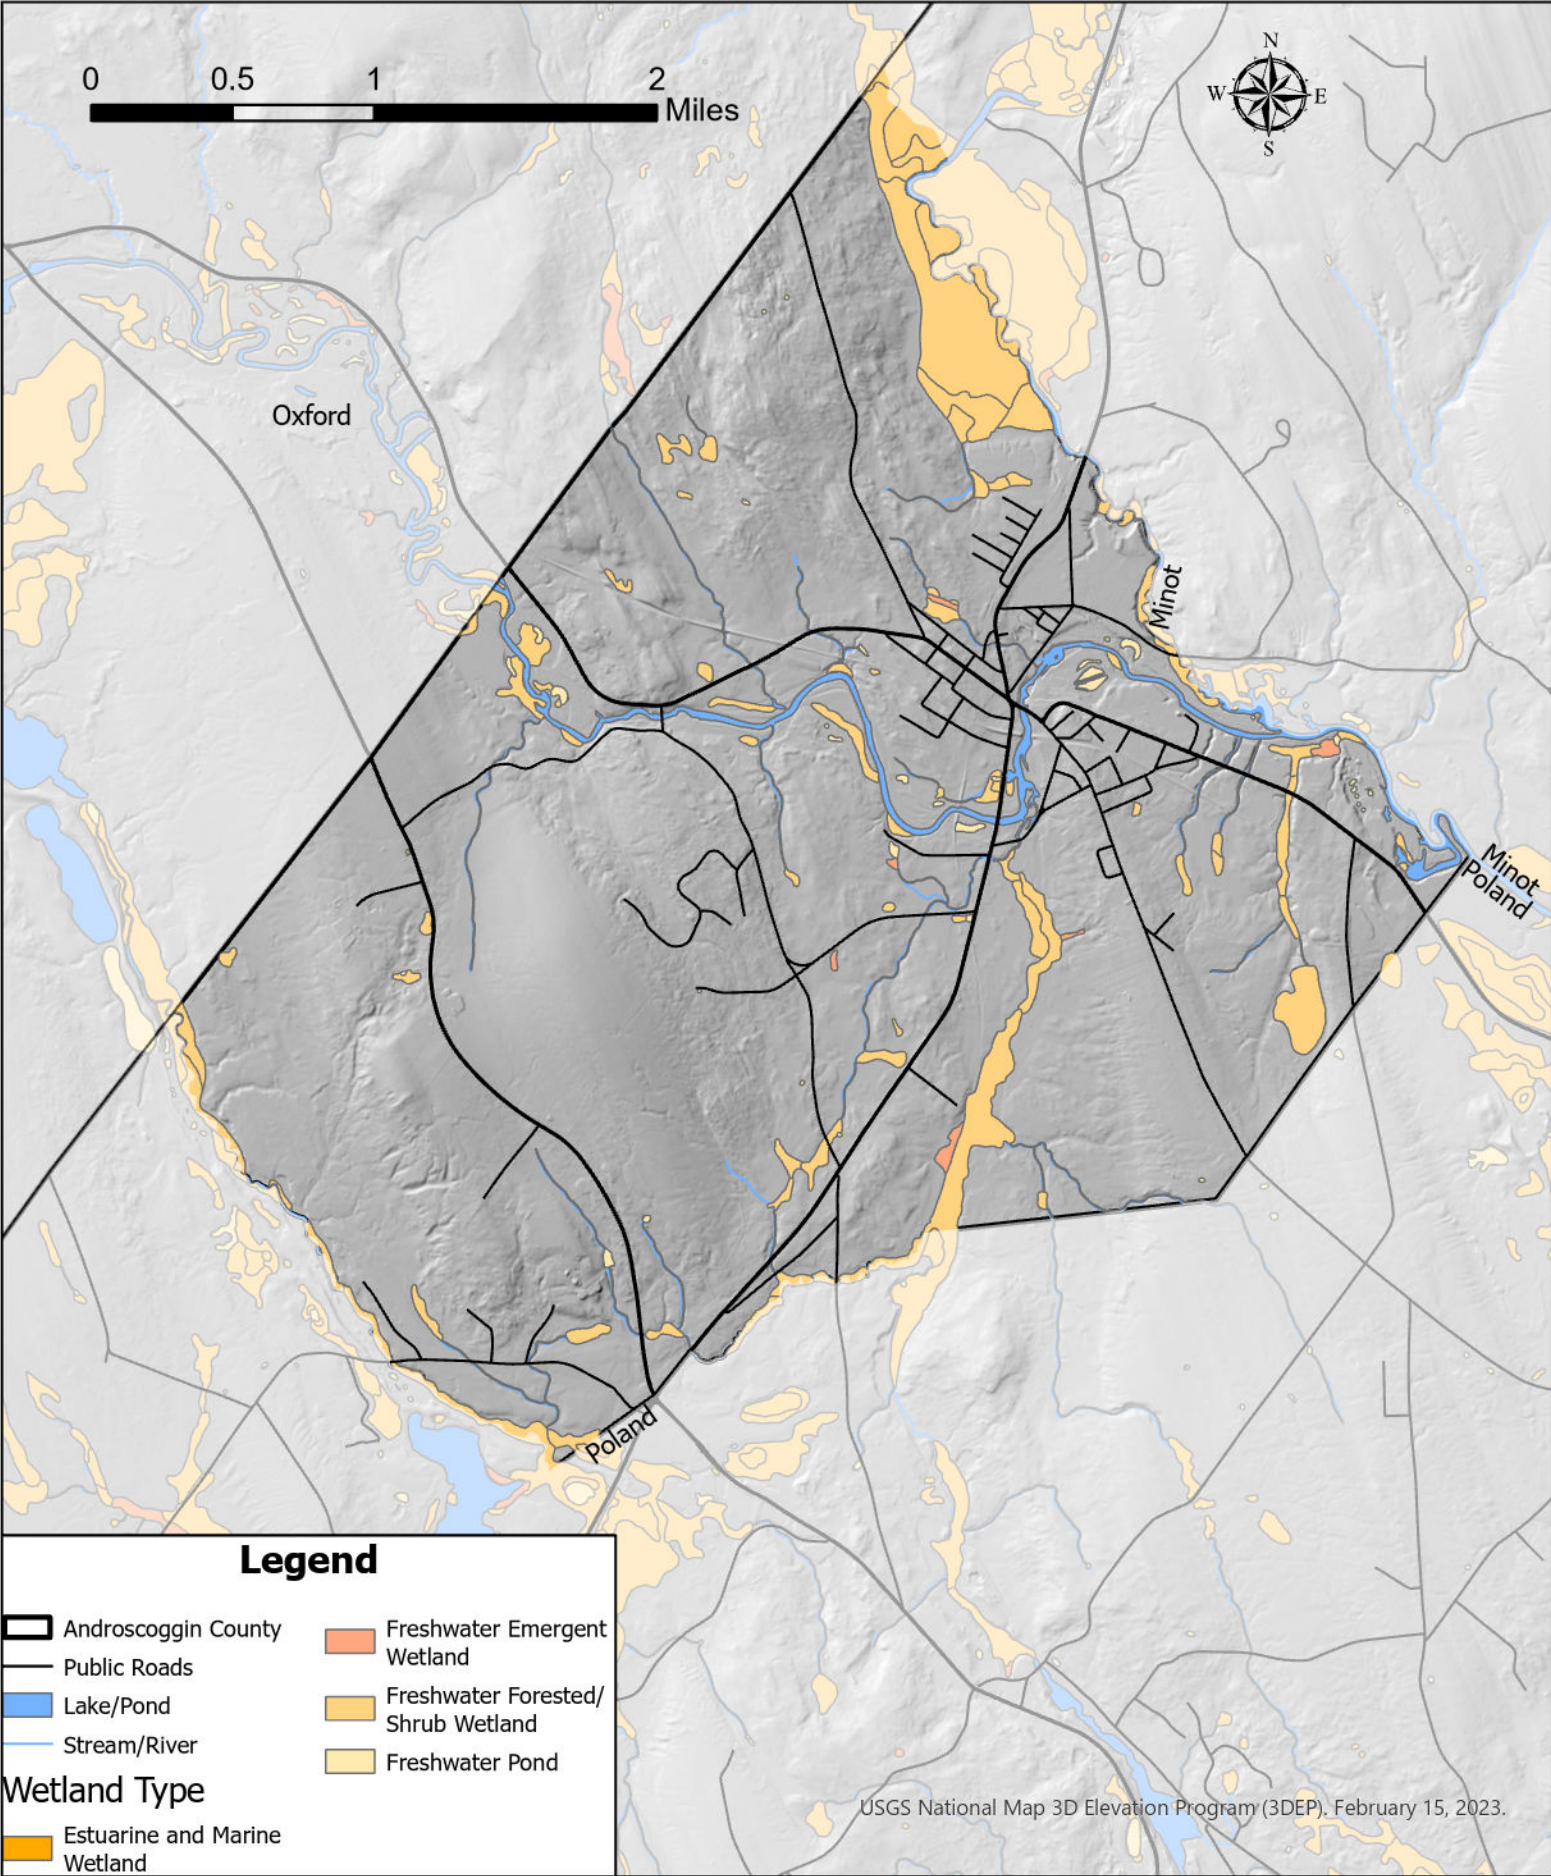 0 0.5 1 2
Miles
N
W E
S
Oxford
Minot
Minot
Poland
Poland
Legend
Androscoggin County
Public Roads
Lake/Pond
Stream/River
Wetland Type
Estuarine and Marine
Wetland
Freshwater Emergent
Wetland
Freshwater Forested/
Shrub Wetland
Freshwater Pond
USGS National Map 3D Elevation Program (3DEP). February 15, 2023.